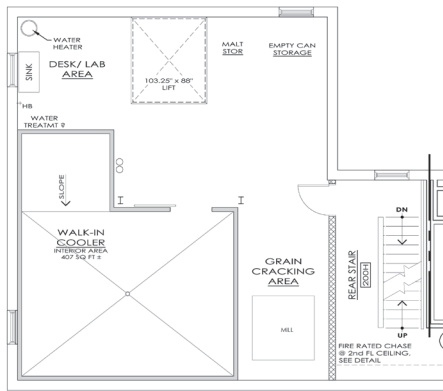 WATER
HEATER
SINK
DESK/ LAB
AREA
103.25" x 88"
LIFT
MALT
STOR
EMPTY CAN
STORAGE
HB
WATER
TREATMT @
SLOPE
WALK-IN
COOLER
INTERIOR AREA
407 SQ FT ±
GRAIN
CRACKING
AREA
MILL
REAR STAIR
200H
DN
UP
FIRE RATED CHASE
@ 2nd FL CEILING.
SEE DETAIL